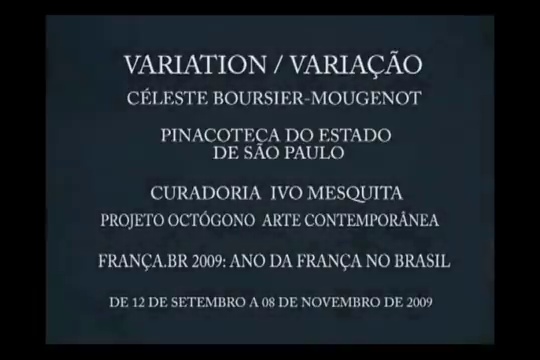 VARIATION / VARIAÇÃO
CÉLESTE BOURSIER-MOUGENOT
PINACOTECA DO ESTADO
DE SÃO PAULO
CURADORIA IVO MESQUITA
PROJETO OCTÓGONO ARTE CONTEMPORÂNEA
FRANÇA.BR 2009: ANO DA FRANÇA NO BRASIL
DE 12 DE SETEMBRO A 08 DE NOVEMBRO DE 2009